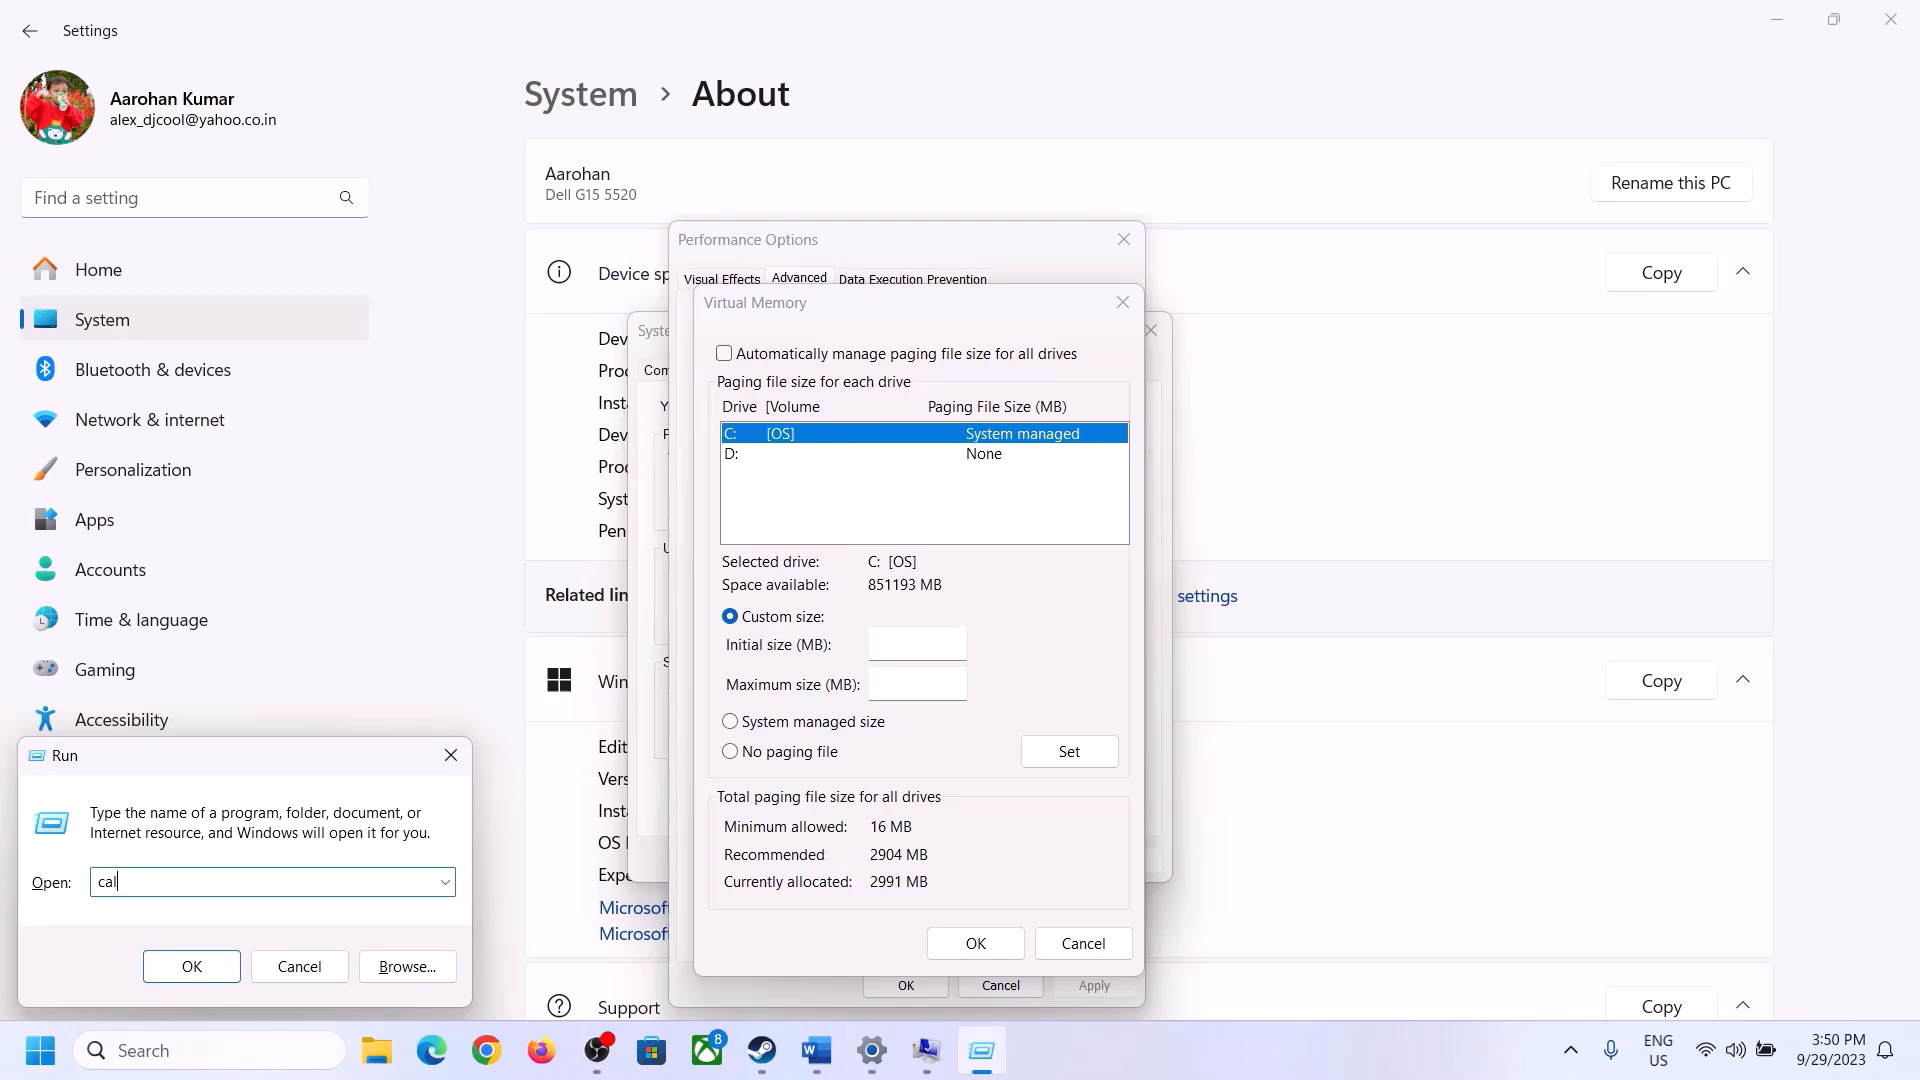 Settings
Aarohan Kumar
alex_djcool@yahoo.co.in
Find a setting
Home
System
Bluetooth & devices
Network & internet
Personalization
Apps
Accounts
Time & language
Gaming
Accessibility
System > About
Aarohan
Dell G15 5520
Rename this PC
Device sp
Copy
Related lin
settings
Copy
Support
Copy
Performance Options
Visual Effects
Advanced
Data Execution Prevention
Virtual Memory
Automatically manage paging file size for all drives
Paging file size for each drive
Drive [Volume Paging File Size (MB)
C: [OS] System managed
D: None
Selected drive: C: [OS]
Space available: 851193 MB
Custom size:
Initial size (MB):
Maximum size (MB):
System managed size
No paging file
Set
Total paging file size for all drives
Minimum allowed: 16 MB
Recommended 2904 MB
Currently allocated: 2991 MB
OK Cancel
OK Cancel Apply
Run
Type the name of a program, folder, document, or
Internet resource, and Windows will open it for you.
Open: cal
OK Cancel Browse...
Search
8
ENG
US
3:50 PM
9/29/2023